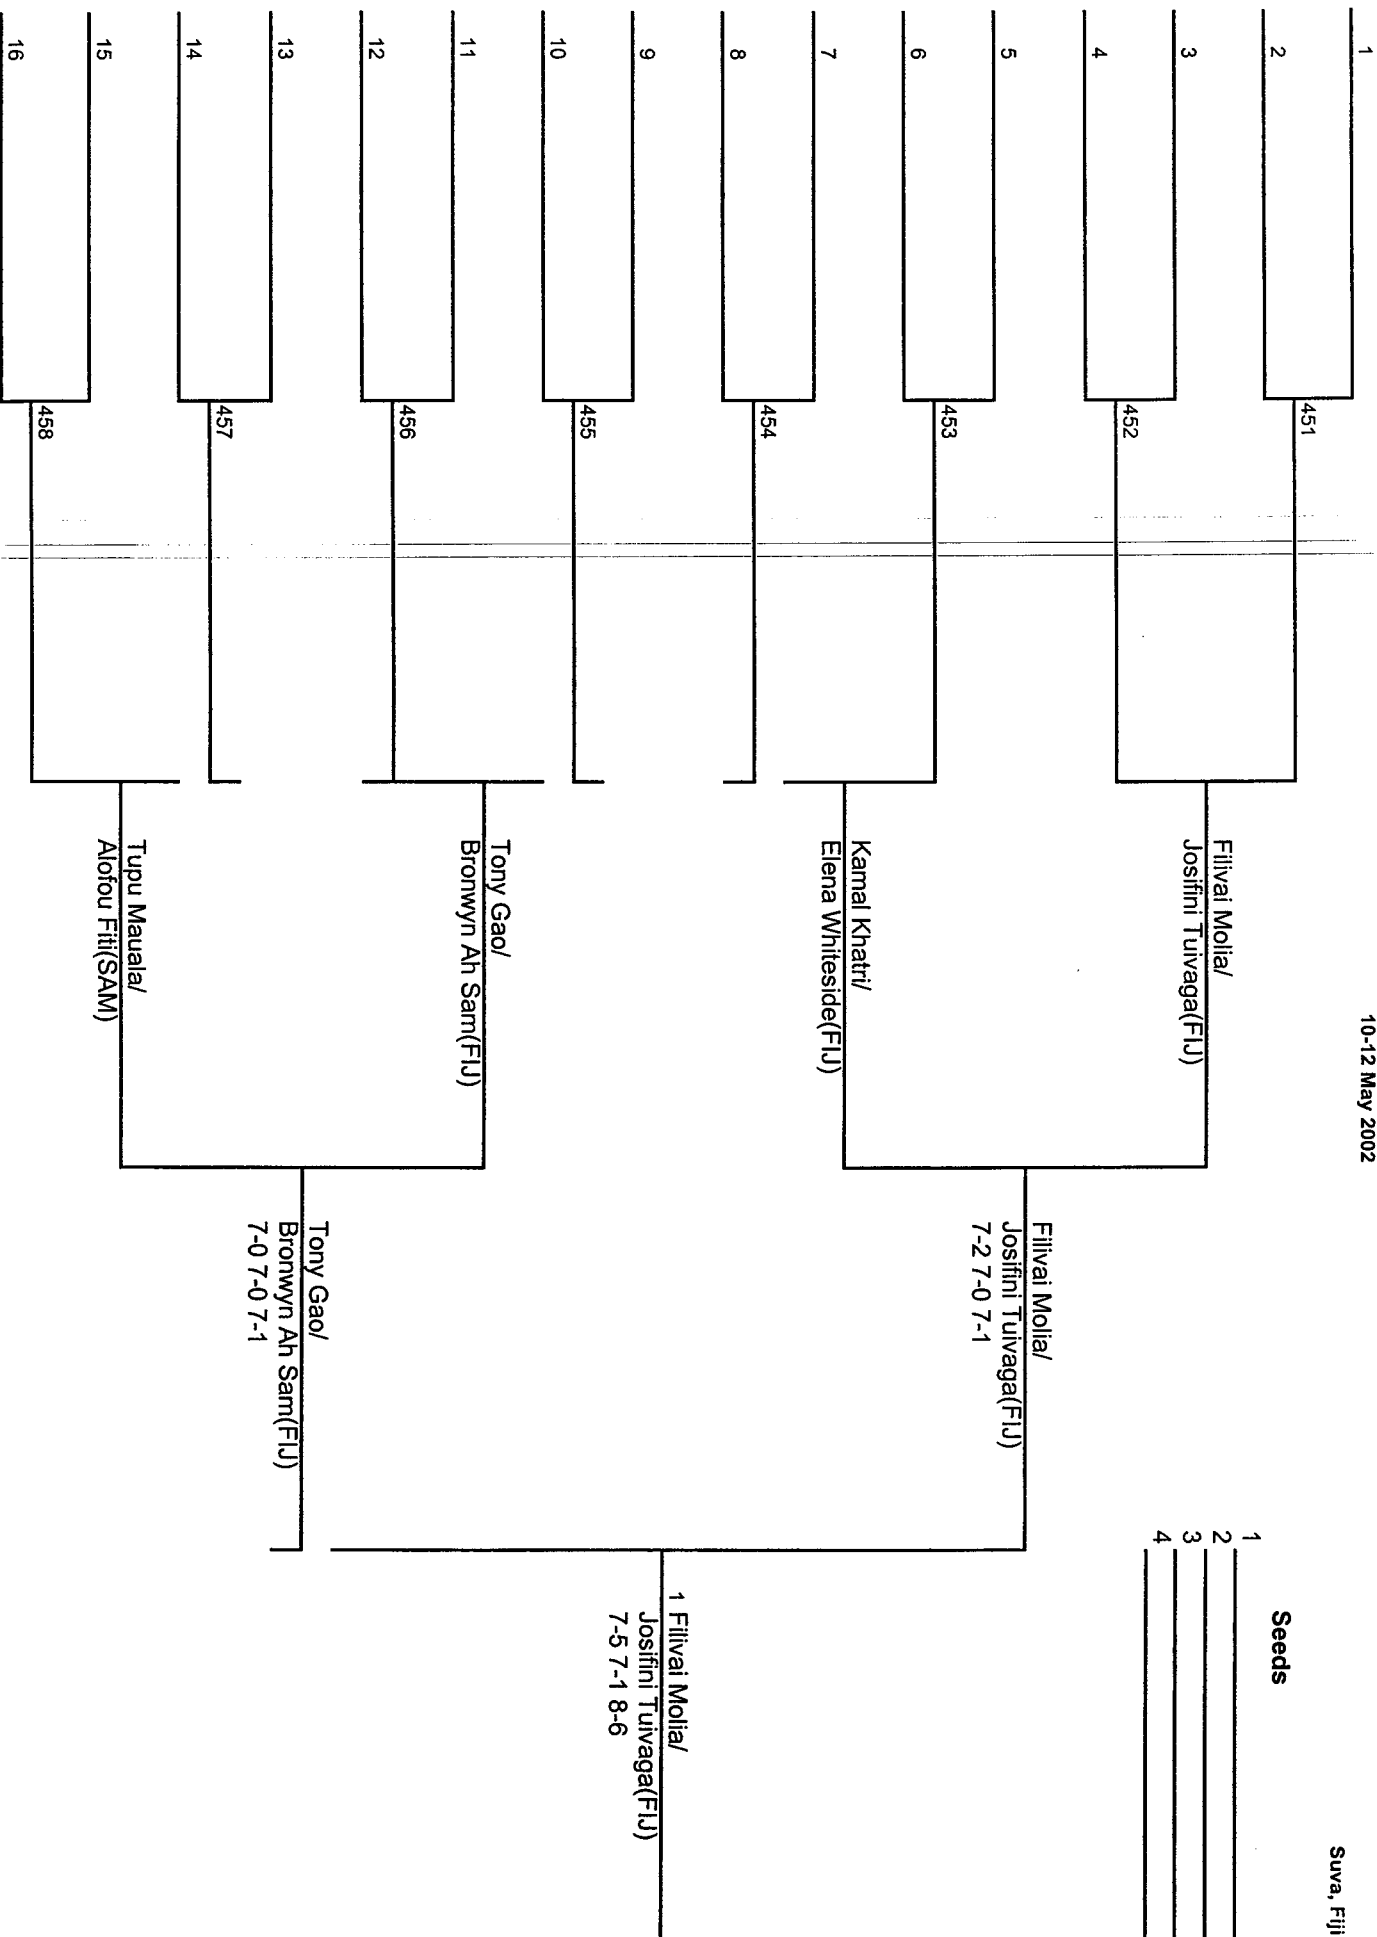 10-12 May 2002
Suva, Fiji
Seeds
1
2
3
4
1
2
3
4
5
6
7
8
9
10
11
12
13
14
15
16
451
452
453
454
455
456
457
458
Filivai Molia/
Josifini Tuivaga(FIJ)
Kamal Khatri/
Elena Whiteside(FIJ)
Tony Gao/
Bronwyn Ah Sam(FIJ)
Tupu Mauala/
Alofou Fiti(SAM)
Filivai Molia/
Josifini Tuivaga(FIJ)
7-2 7-0 7-1
Tony Gao/
Bronwyn Ah Sam(FIJ)
7-0 7-0 7-1
1 Filivai Molia/
Josifini Tuivaga(FIJ)
7-5 7-1 8-6